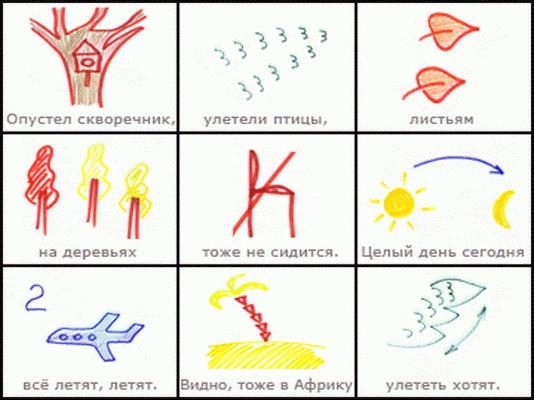 Опустел скворечник,
улетели птицы,
листьям
на деревьях
тоже не сидится.
Целый день сегодня
2
всё летят, летят.
Видно, тоже в Африку
улететь хотят.